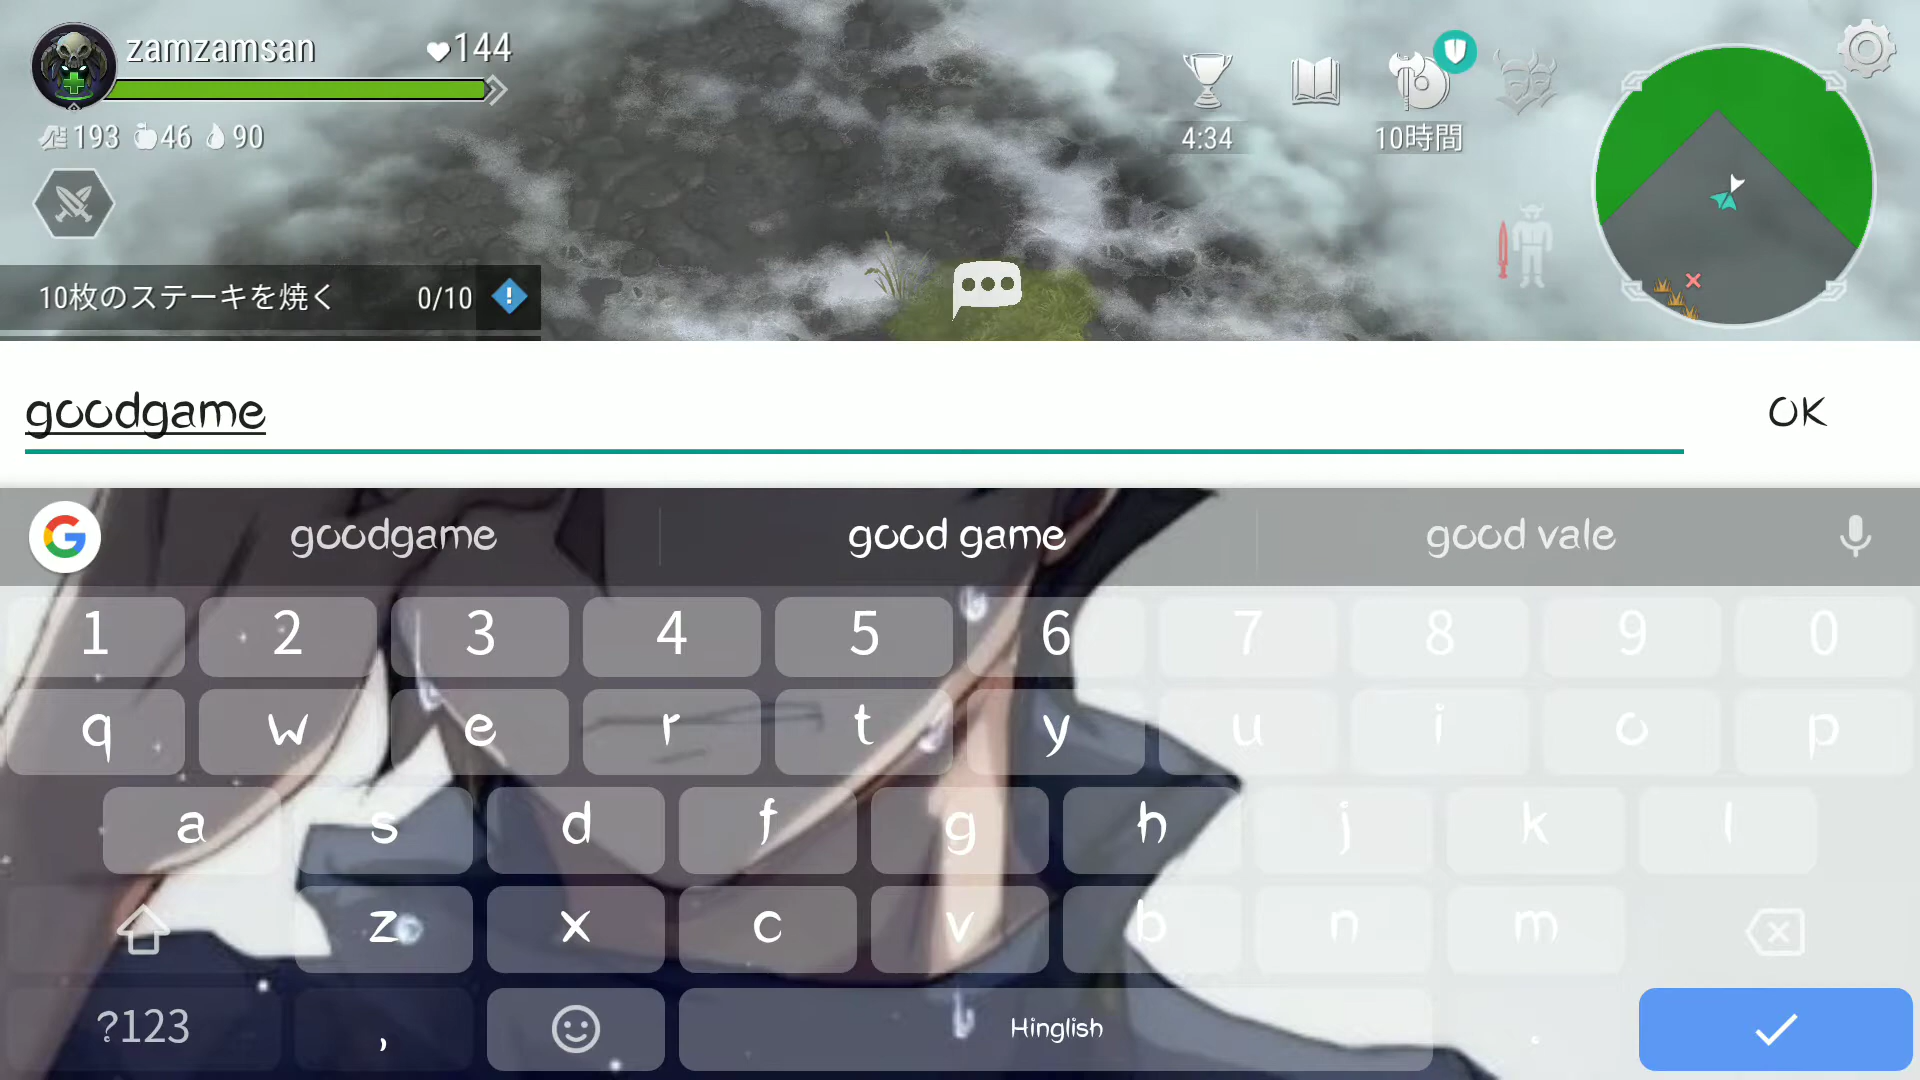 zamzamsan 144
193 46 90
4:34
10時間
10枚のステーキを焼く 0/10
goodgame OK
goodgame good game good vale
1 2 3 4 5 6 7 8 9 0
q w e r t y u i o p
a s d f g h j k l
z x c v b n m
?123 , Hinglish .